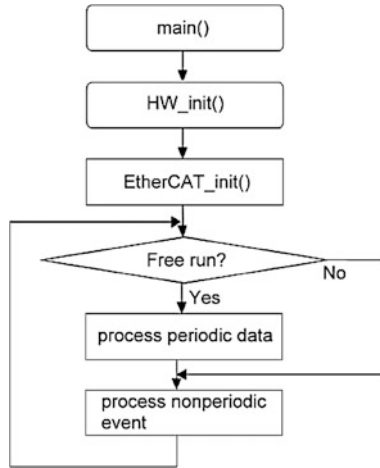 main()
HW_init()
EtherCAT_init()
Free run?
No
Yes
process periodic data
process nonperiodic
event